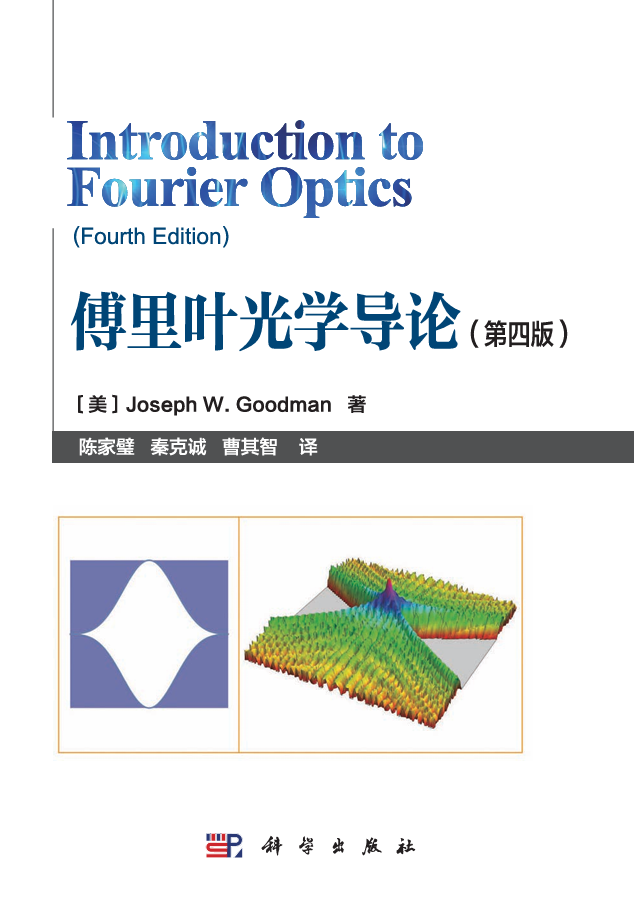 Introduction to
Fourier Optics
(Fourth Edition)
傅里叶光学导论(第四版)
[美] Joseph W. Goodman 著
陈家璧 秦克诚 曹其智 译
科学出版社